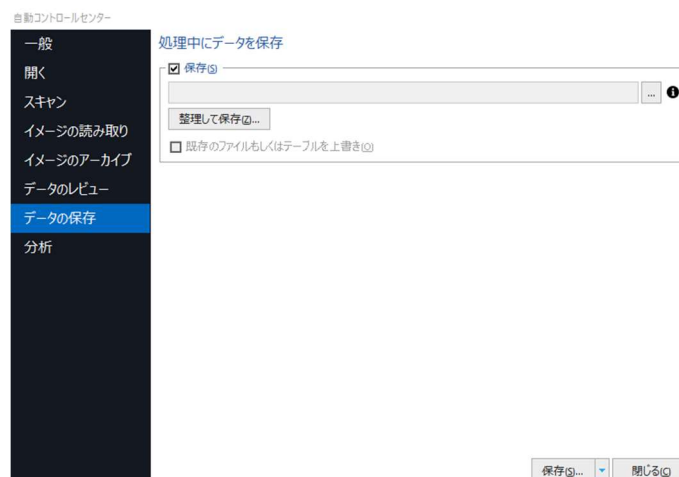 自動コントロールセンター
一般
開く
スキャン
イメージの読み取り
イメージのアーカイブ
データのレビュー
データの保存
分析
処理中にデータを保存
保存(S)
...
整理して保存(Z)...
既存のファイルもしくはテーブルを上書き(O)
保存(S)... 閉じる(C)